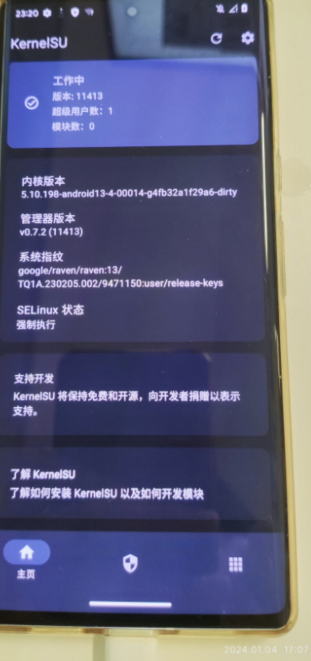 23:20
KernelSU
工作中
版本: 11413
超级用户数: 1
模块数: 0
内核版本
5.10.198-android13-4-00014-g4fb32a1f29a6-dirty
管理器版本
v0.7.2 (11413)
系统指纹
google/raven/raven:13/
TQ1A.230205.002/9471150:user/release-keys
SELinux 状态
强制执行
支持开发
KernelSU 将保持免费和开源，向开发者捐赠以表示
支持。
了解 KernelSU
了解如何安装 KernelSU 以及如何开发模块
主页
2024.01.04 17:07